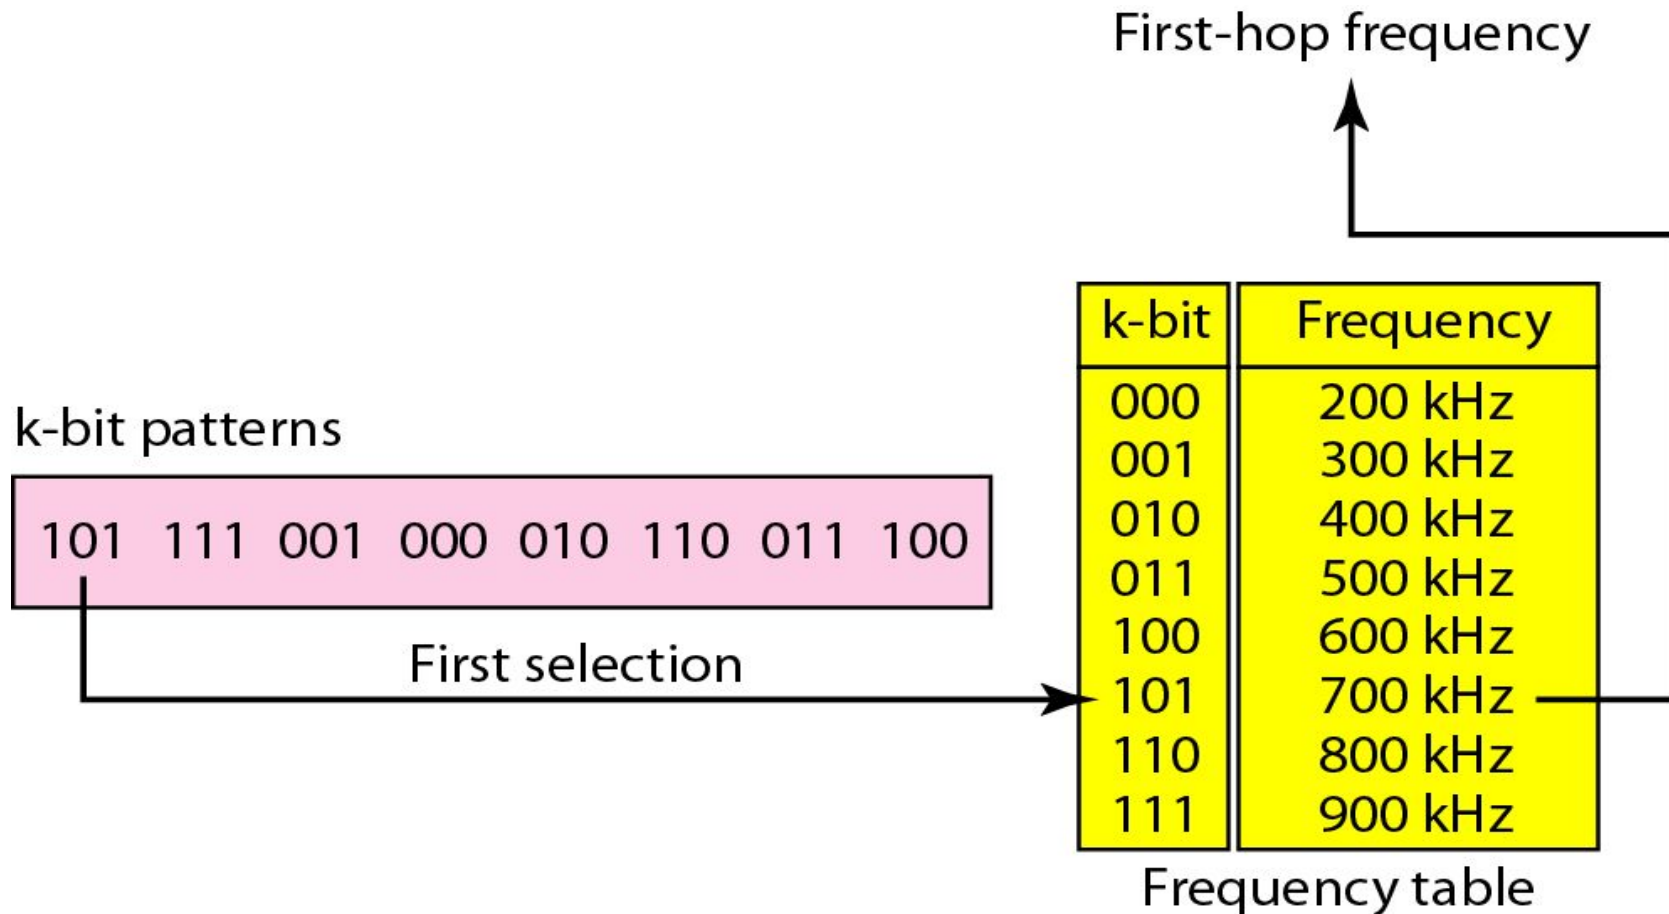 First-hop frequency
k-bit patterns
101 111 001 000 010 110 011 100
First selection
k-bit Frequency
000 200 kHz
001 300 kHz
010 400 kHz
011 500 kHz
100 600 kHz
101 700 kHz
110 800 kHz
111 900 kHz
Frequency table